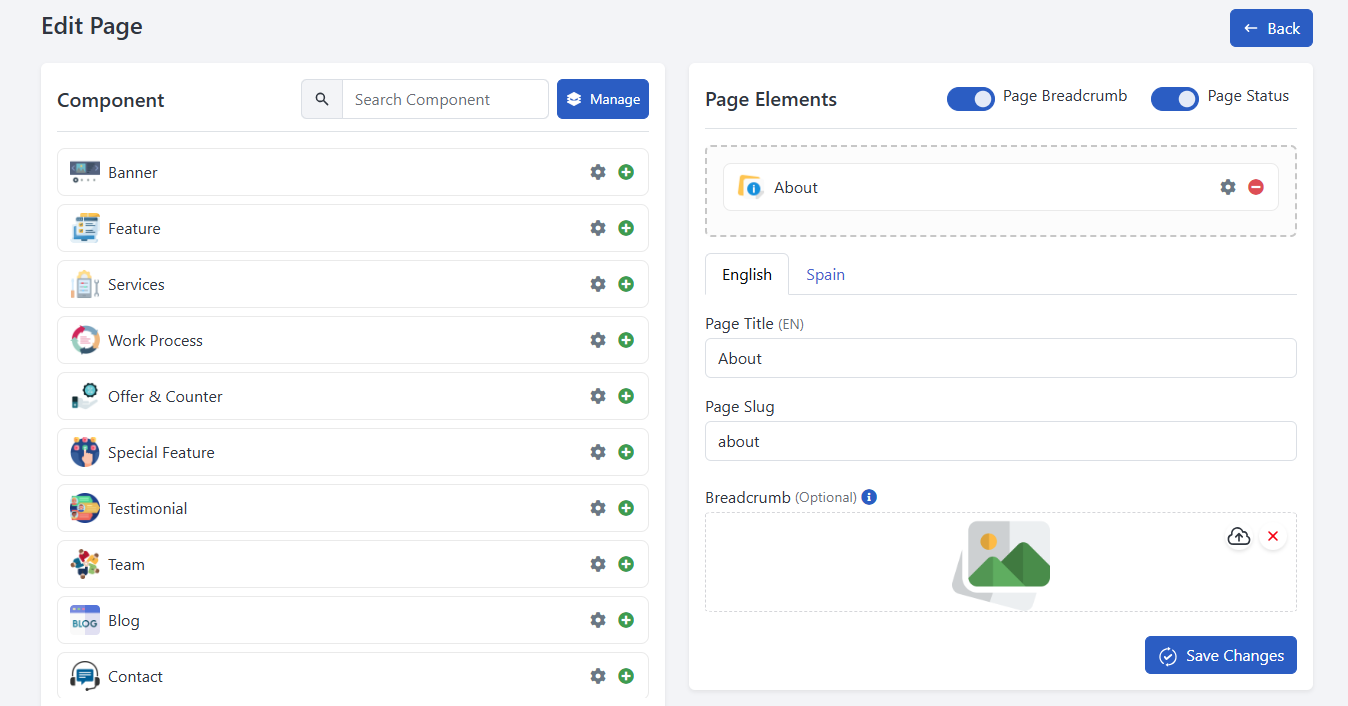 Edit Page
Back
Component
Search Component
Manage
Banner
Feature
Services
Work Process
Offer & Counter
Special Feature
Testimonial
Team
BLOG
Blog
Contact
Page Elements
Page Breadcrumb
Page Status
About
English
Spain
Page Title (EN)
About
Page Slug
about
Breadcrumb (Optional)
Save Changes